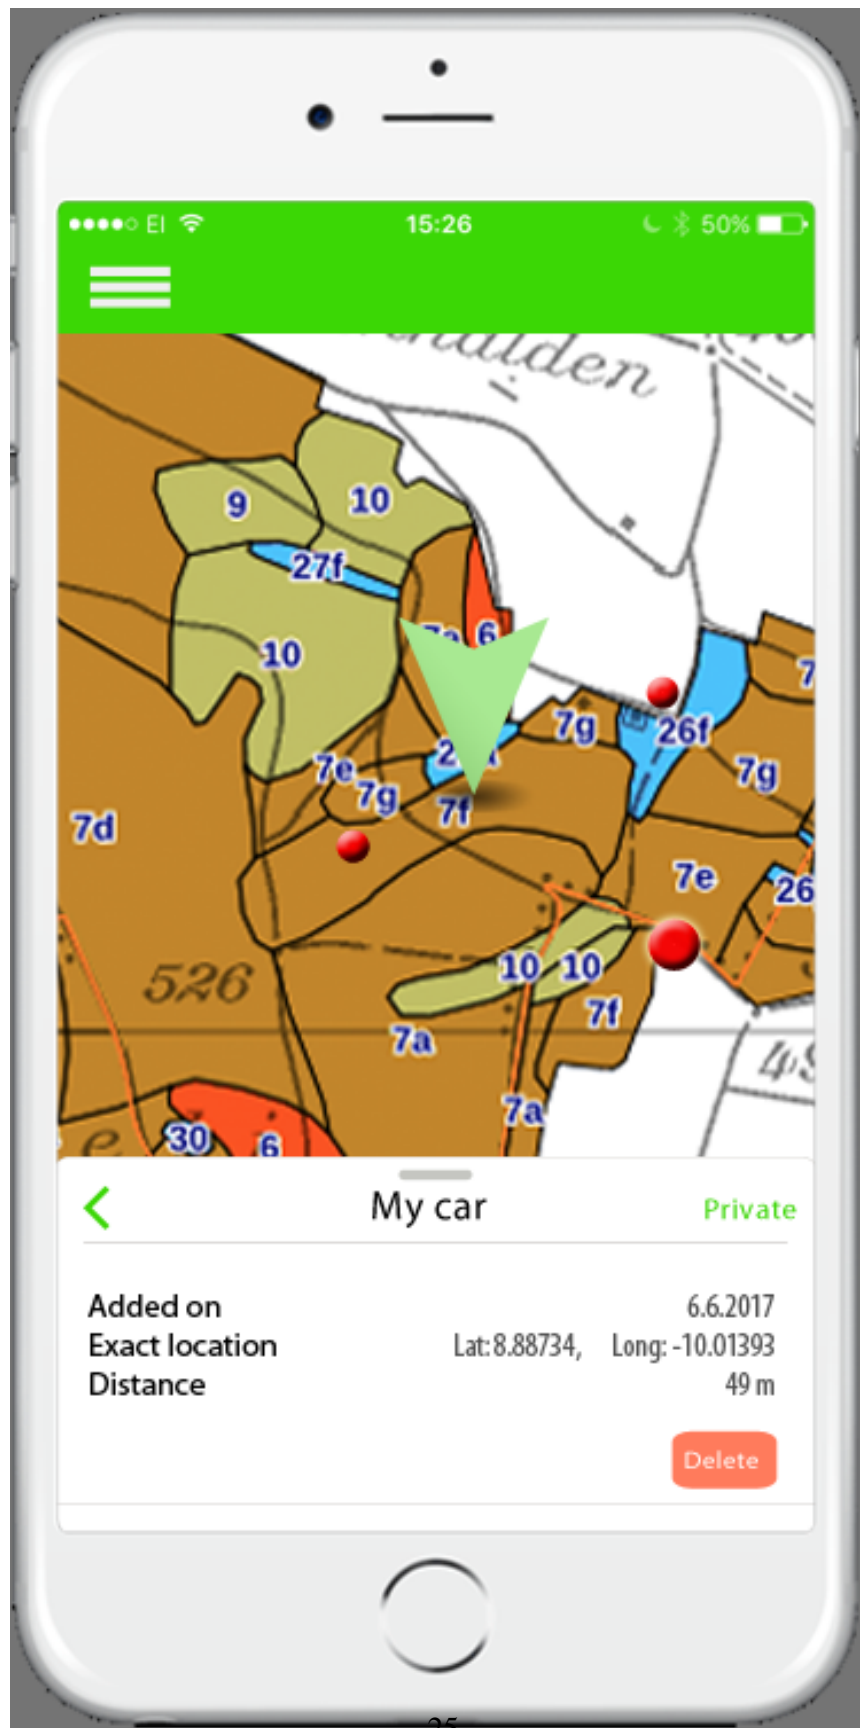 EI 15:26 50%
halden
9 10
27f
10
6
7g 26f
7e 7g 7g
7d 7f
7e 26
10 10
526
7f
7a
7a
30 6
e
My car Private
Added on 6.6.2017
Exact location Lat:8.88734, Long: -10.01393
Distance 49 m
Delete